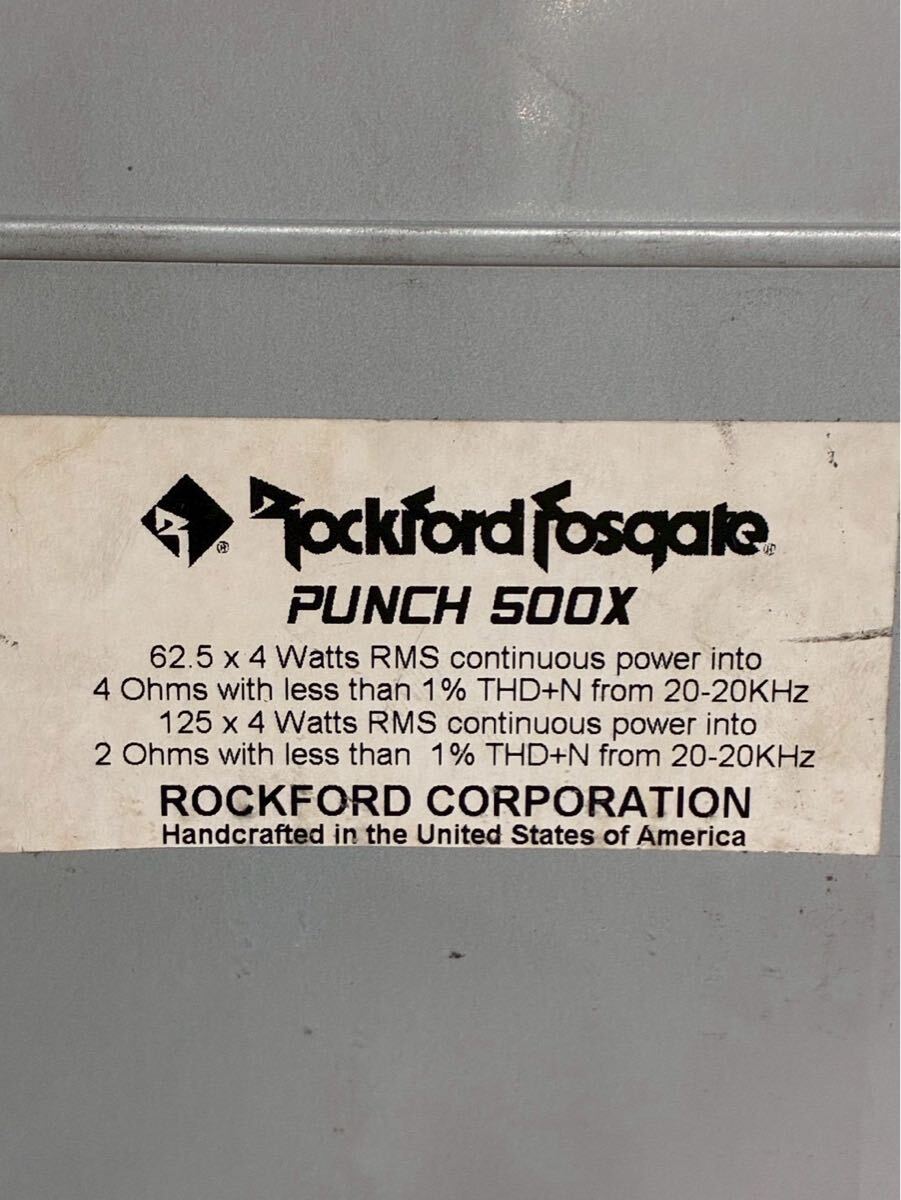 Rockford Fosgate
PUNCH 500X
62.5 x 4 Watts RMS continuous power into
4 Ohms with less than 1% THD+N from 20-20KHz
125 x 4 Watts RMS continuous power into
2 Ohms with less than 1% THD+N from 20-20KHz
ROCKFORD CORPORATION
Handcrafted in the United States of America